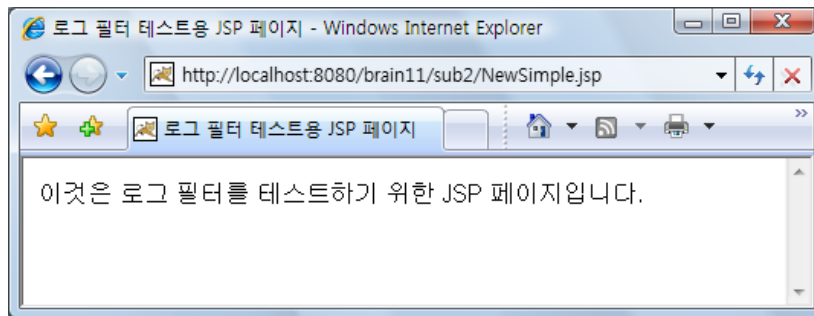 로그 필터 테스트용 JSP 페이지 - Windows Internet Explorer
http://localhost:8080/brain11/sub2/NewSimple.jsp
로그 필터 테스트용 JSP 페이지
이것은 로그 필터를 테스트하기 위한 JSP 페이지입니다.